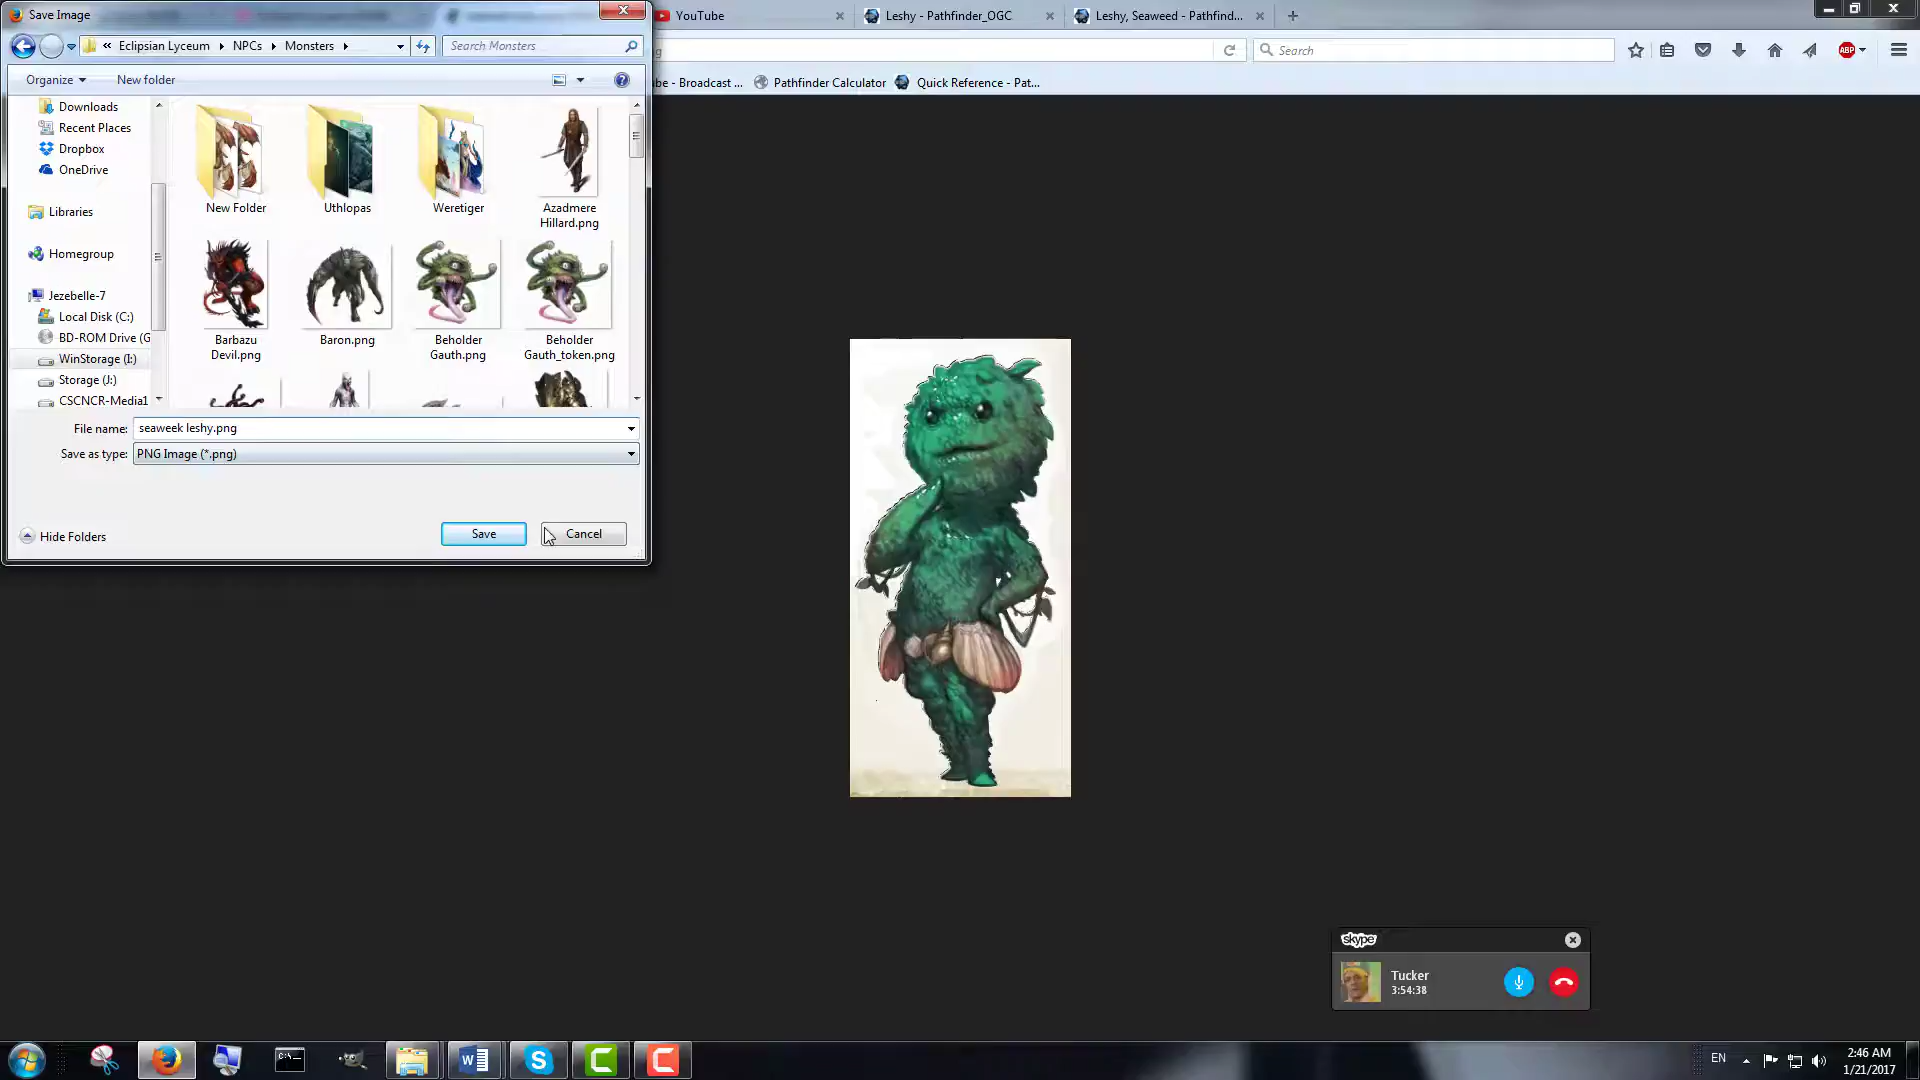 Save Image
YouTube
Leshy - Pathfinder_OGC
Leshy, Seaweed - Pathfind...
« Eclipsian Lyceum
NPCs
Monsters
Search Monsters
Search
ABP
Organize
New folder
be - Broadcast ...
Pathfinder Calculator
Quick Reference - Pat...
Downloads
Recent Places
Dropbox
OneDrive
Libraries
Homegroup
Jezebelle-7
Local Disk (C:)
BD-ROM Drive (G
WinStorage (I:)
Storage (J:)
CSCNCR-Media1
New Folder
Uthlopas
Weretiger
Azadmere
Hillard.png
Barbazu
Devil.png
Baron.png
Beholder
Gauth.png
Beholder
Gauth_token.png
File name:
seaweek leshy.png
Save as type:
PNG Image (*.png)
Hide Folders
Save
Cancel
skype
Tucker
3:54:38
C:\
EN
2:46 AM
1/21/2017